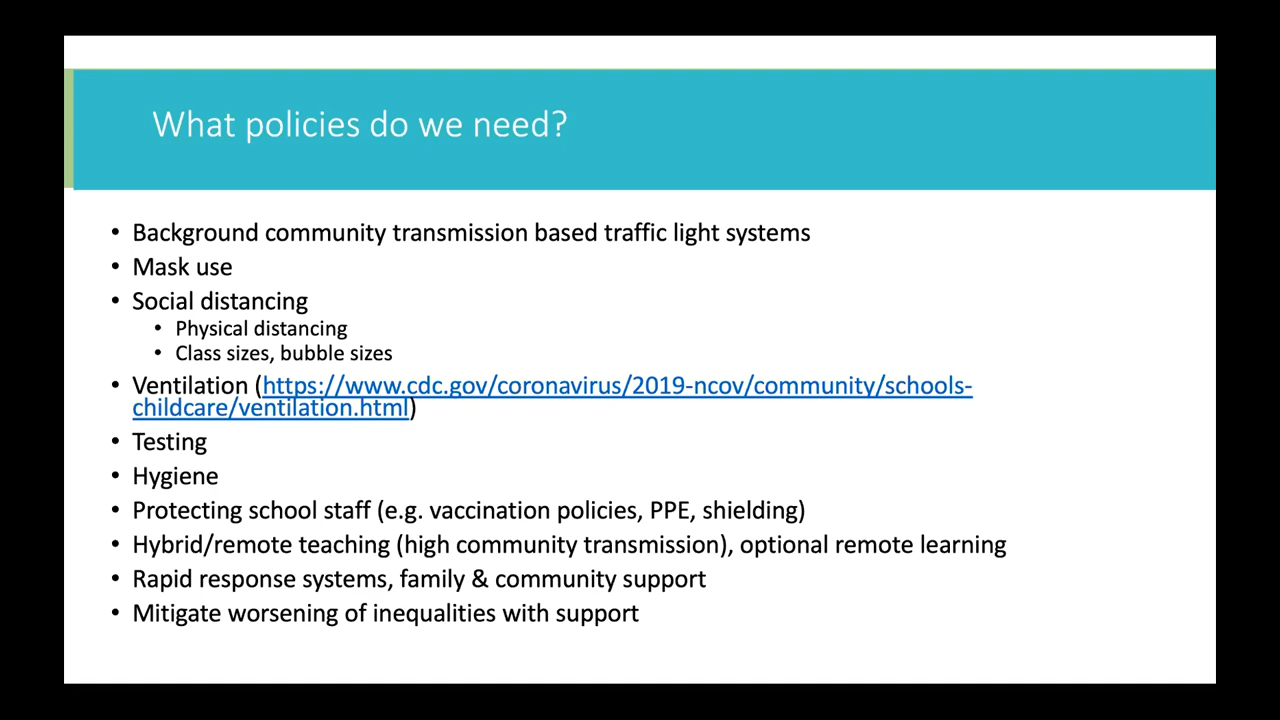 What policies do we need?
• Background community transmission based traffic light systems
• Mask use
• Social distancing
• Physical distancing
• Class sizes, bubble sizes
• Ventilation (https://www.cdc.gov/coronavirus/2019-ncov/community/schools-
childcare/ventilation.html)
• Testing
• Hygiene
• Protecting school staff (e.g. vaccination policies, PPE, shielding)
• Hybrid/remote teaching (high community transmission), optional remote learning
• Rapid response systems, family & community support
• Mitigate worsening of inequalities with support